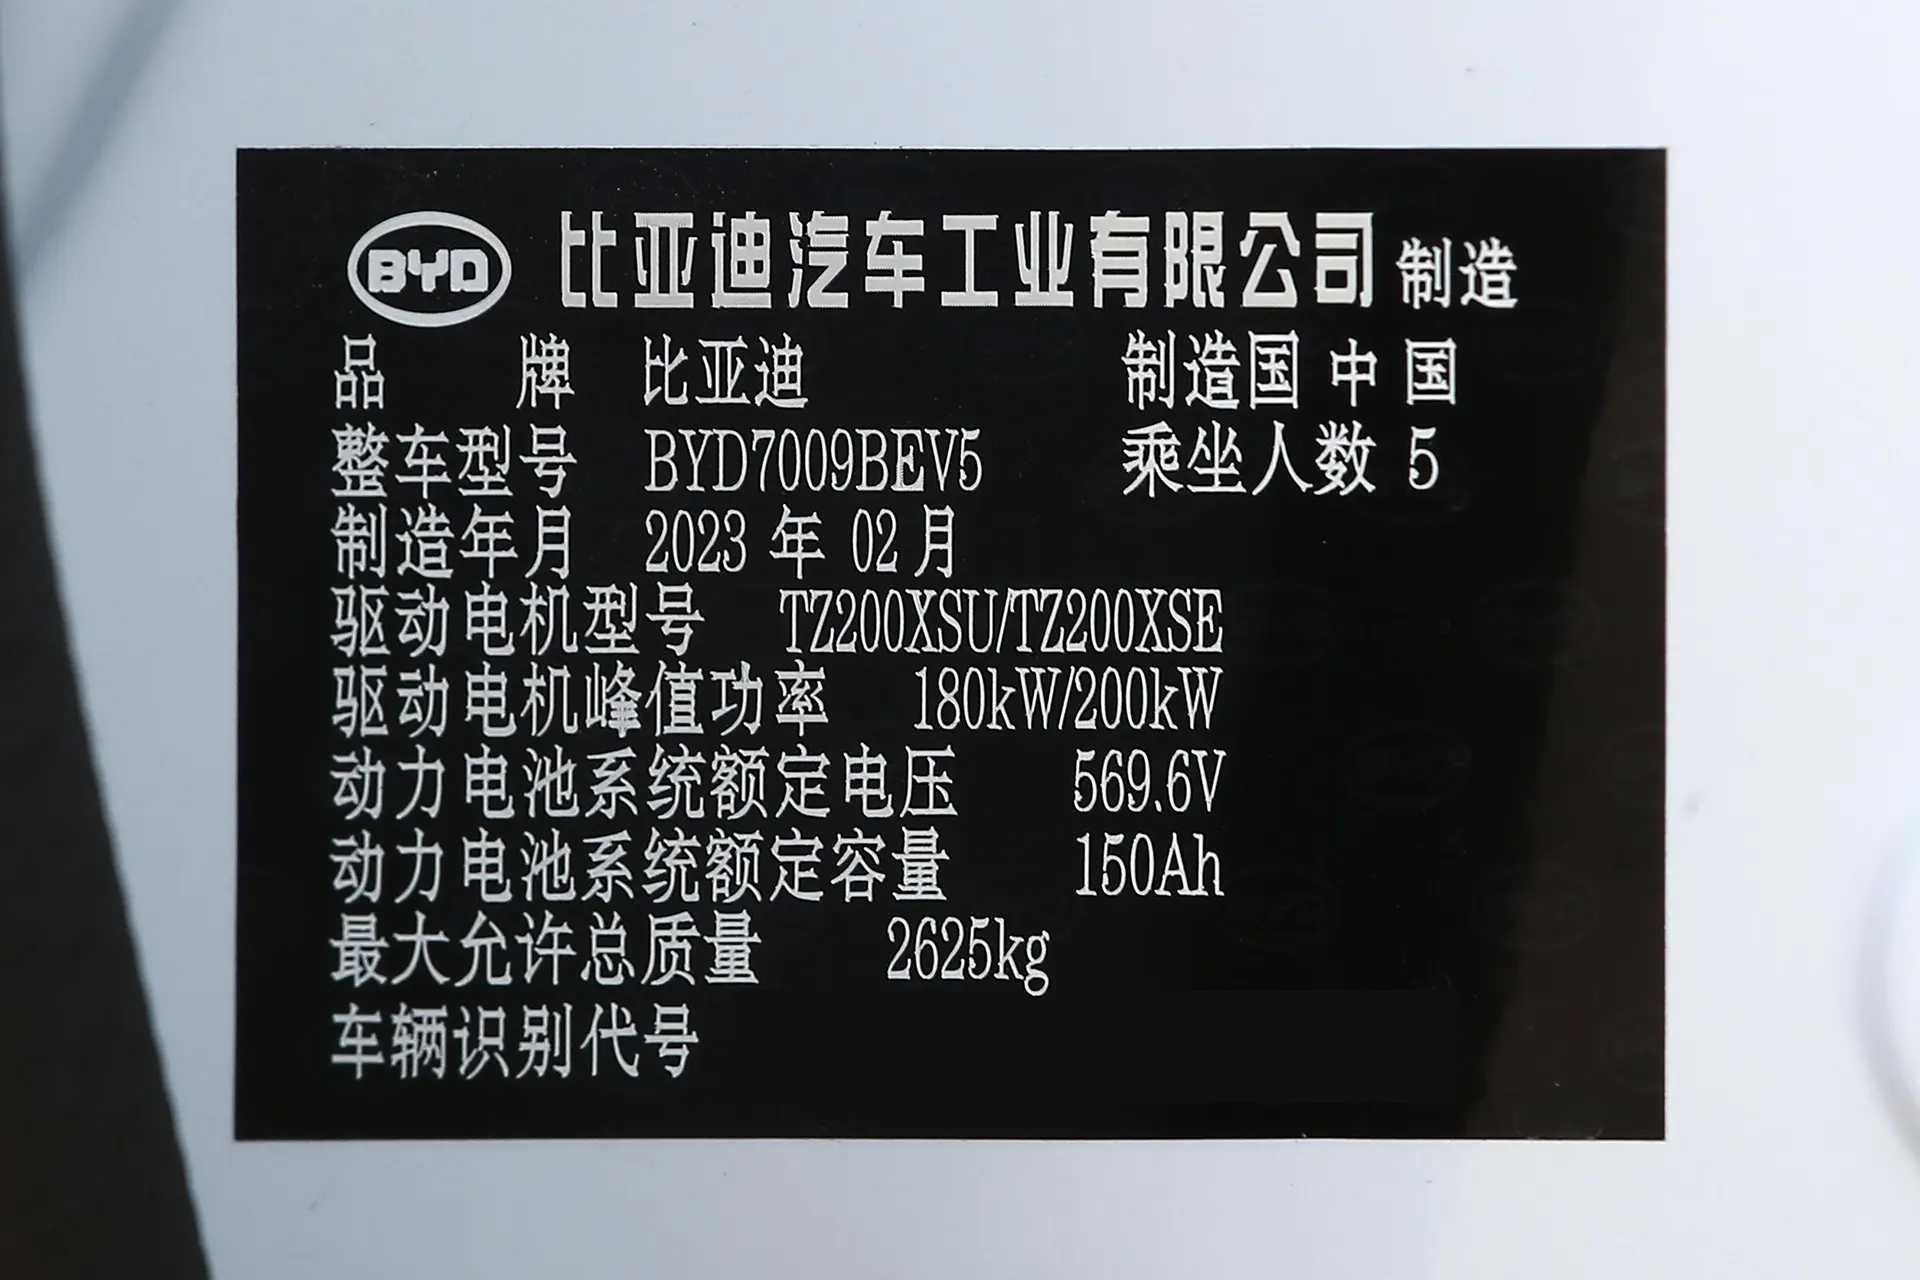 BYD 比亚迪汽车工业有限公司 制造
品牌 比亚迪 制造国 中国
整车型号 BYD7009BEV5 乘坐人数 5
制造年月 2023 年 02 月
驱动电机型号 TZ200XSU/TZ200XSE
驱动电机峰值功率 180kW/200kW
动力电池系统额定电压 569.6V
动力电池系统额定容量 150Ah
最大允许总质量 2625kg
车辆识别代号